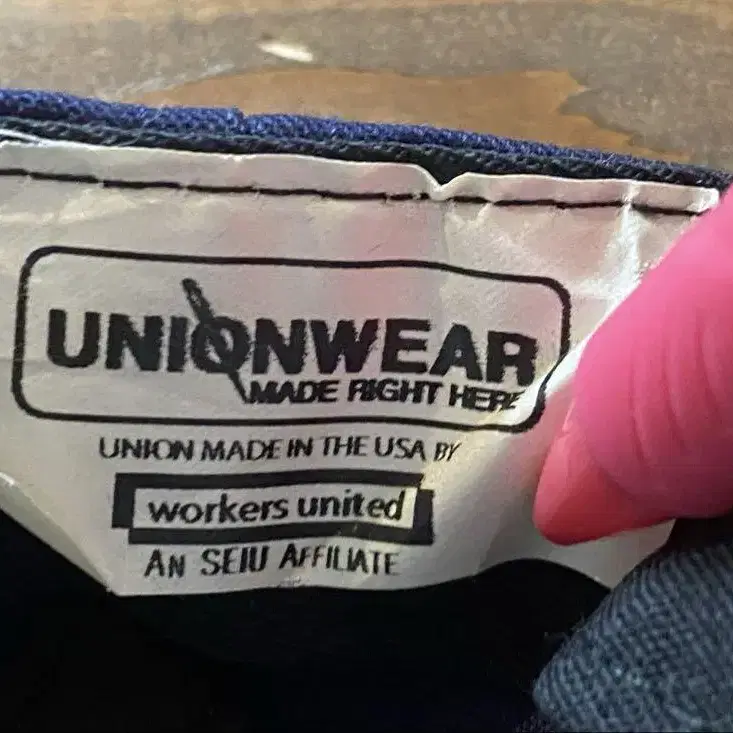 UNIONWEAR
MADE RIGHT HERE
UNION MADE IN THE USA BY
workers united
AN SEIU AFFILIATE